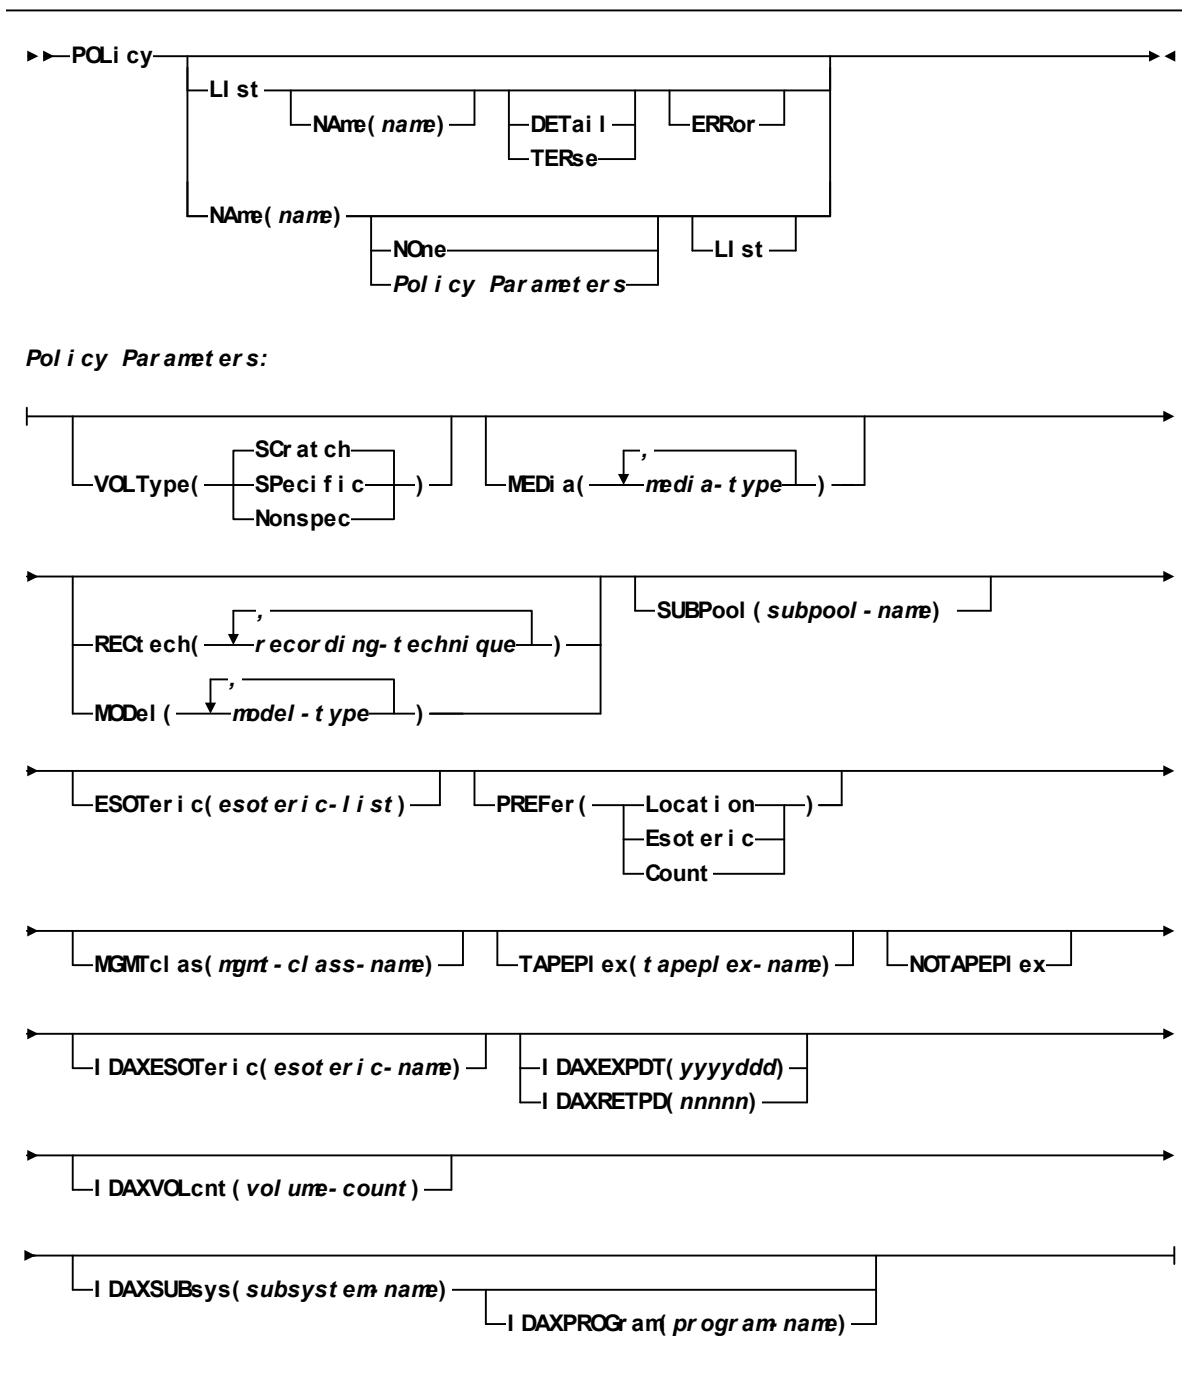 POLicy
LIst
NAme(name) DETail ERRor
TERse
NAme(name)
NOne LIst
Policy Parameters
Policy Parameters:
,
SCratch
VOLType( SPecific ) MEDia( media-type )
Nonspec
,
SUBPool(subpool-name)
RECtech( recording-technique )
,
MODel( model-type )
ESOTeric(esoteric-list) PREFer( Location )
Esoteric
Count
MGMTclas(mgmt-class-name) TAPEPlex(tapeplex-name) NOTAPEPlex
IDAXESOTeric(esoteric-name) IDAXEXPDT(yyyyddd)
IDAXRETPD(nnnnn)
IDAXVOLcnt(volume-count)
IDAXSUBsys(subsystem-name)
IDAXPROGram(program-name)